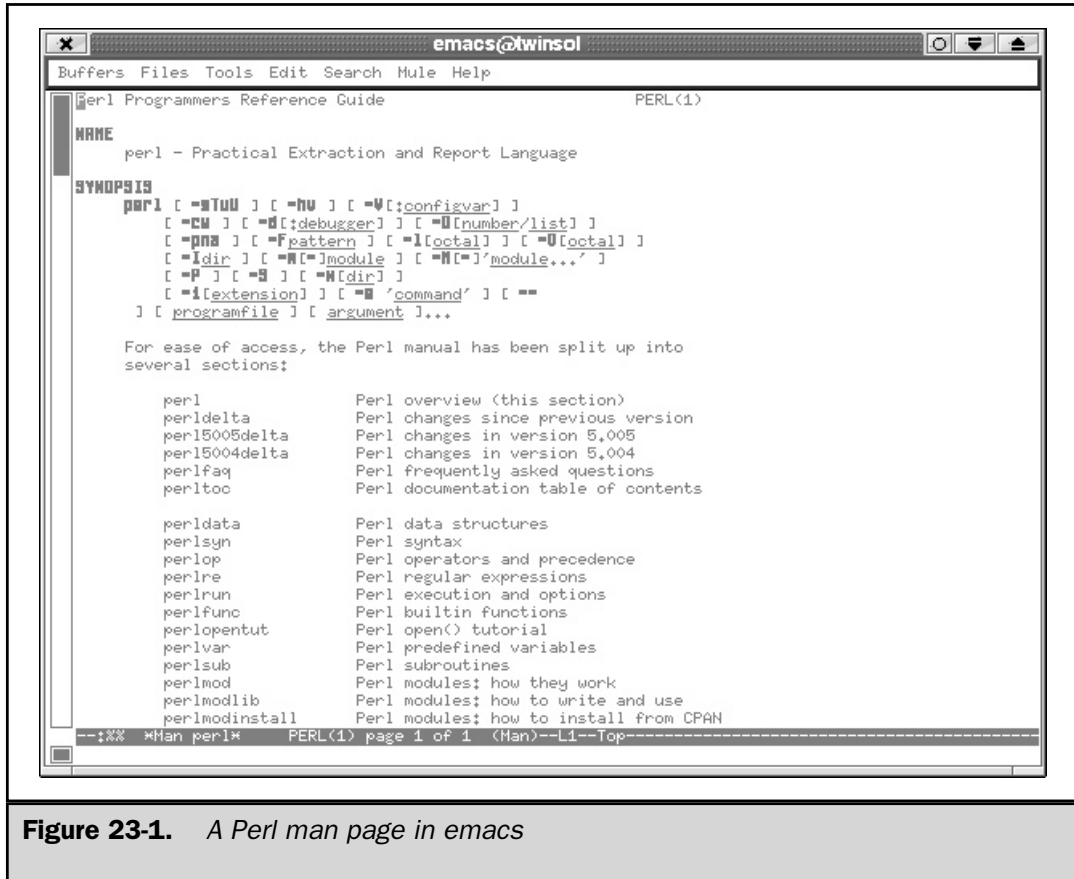 emacs@twinsol
Buffers Files Tools Edit Search Mule Help
Perl Programmers Reference Guide PERL(1)
NAME
perl - Practical Extraction and Report Language
SYNOPSIS
perl [ -sTuU ] [ -hv ] [ -V[:configvar] ]
[ -cw ] [ -d[:debugger] ] [ -D[number/list] ]
[ -pna ] [ -Fpattern ] [ -l[octal] ] [ -0[octal] ]
[ -Idir ] [ -m[-]module ] [ -M[-]'module...' ]
[ -P ] [ -S ] [ -x[dir] ]
[ -i[extension] ] [ -e 'command' ] [ --
] [ programfile ] [ argument ]...
For ease of access, the Perl manual has been split up into
several sections:
perl Perl overview (this section)
perldelta Perl changes since previous version
perl5005delta Perl changes in version 5.005
perl5004delta Perl changes in version 5.004
perlfaq Perl frequently asked questions
perltoc Perl documentation table of contents
perldata Perl data structures
perlsyn Perl syntax
perlop Perl operators and precedence
perlre Perl regular expressions
perlrun Perl execution and options
perlfunc Perl builtin functions
perlopentut Perl open() tutorial
perlvar Perl predefined variables
perlsub Perl subroutines
perlmod Perl modules: how they work
perlmodlib Perl modules: how to write and use
perlmodinstall Perl modules: how to install from CPAN
--:%% *Man perl* PERL(1) page 1 of 1 (Man)--L1--Top--------------------------------------------
Figure 23-1. A Perl man page in emacs